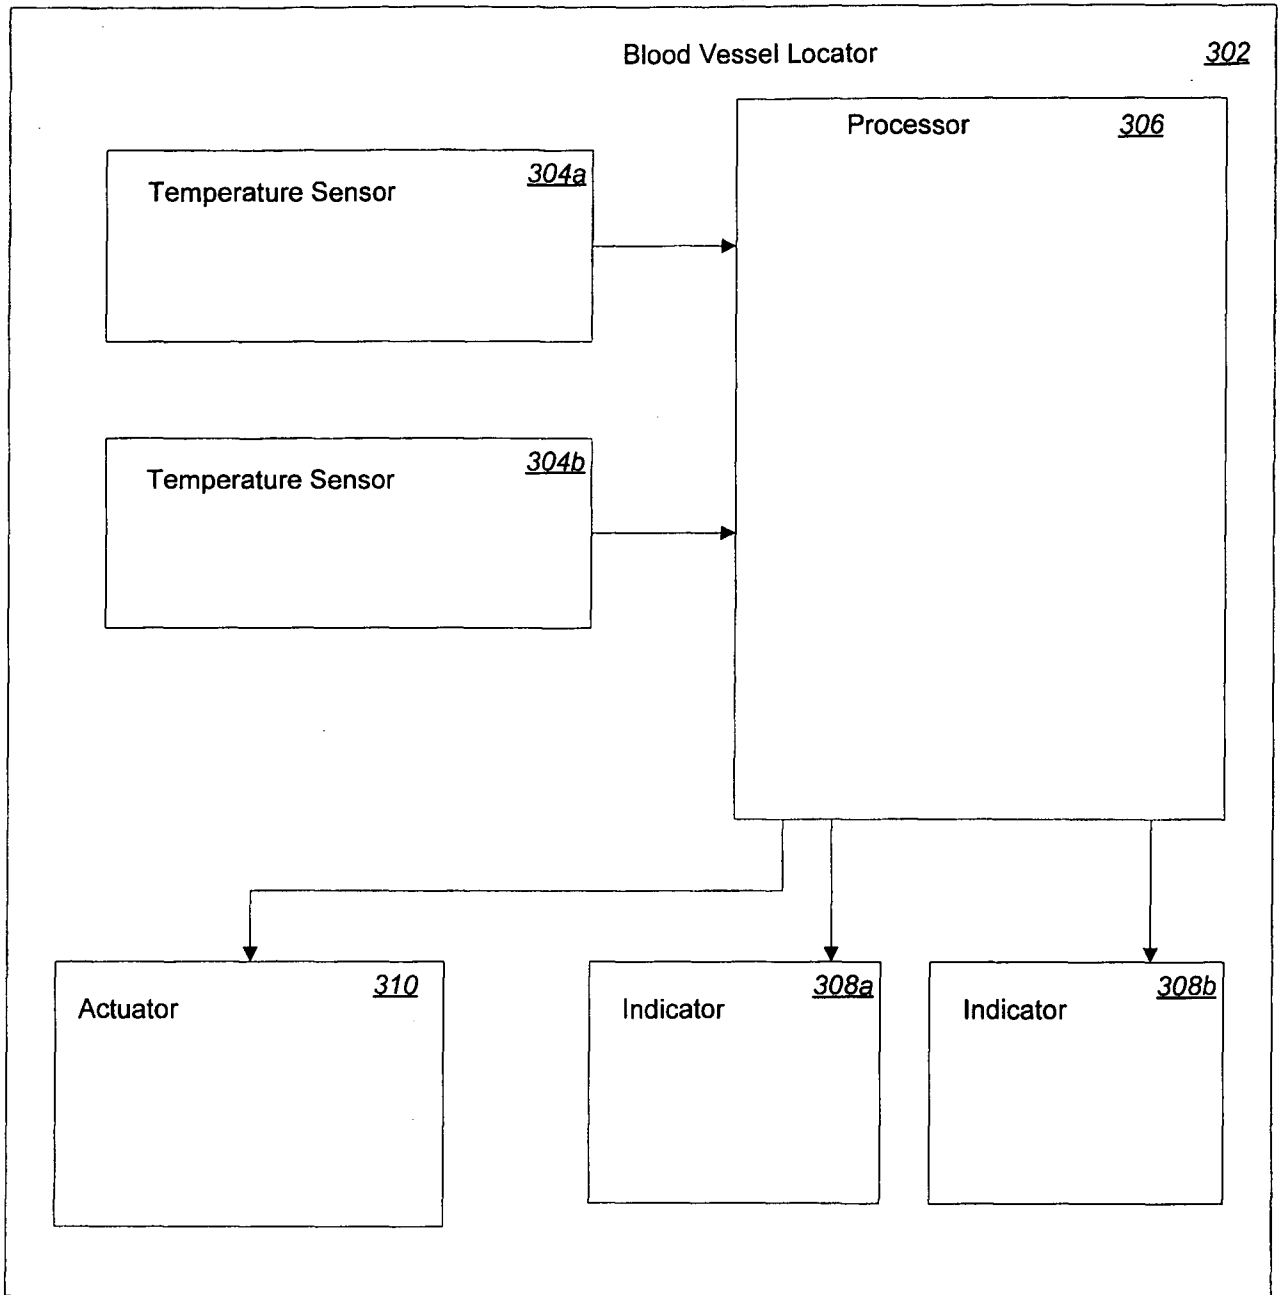 Blood Vessel Locator 302
Processor 306
Temperature Sensor 304a
Temperature Sensor 304b
Actuator 310
Indicator 308a
Indicator 308b